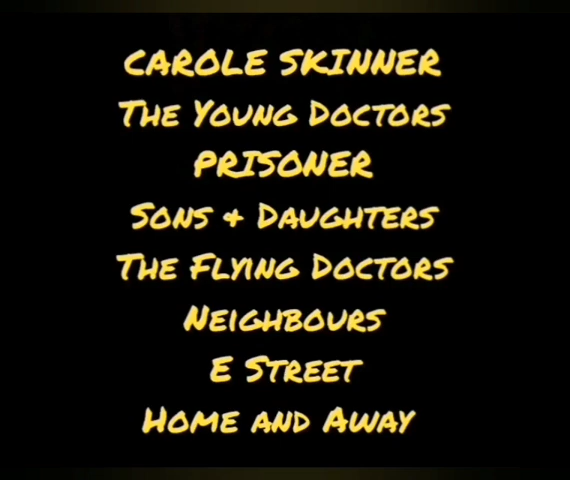 CAROLE SKINNER
THE YOUNG DOCTORS
PRISONER
SONS & DAUGHTERS
THE FLYING DOCTORS
NEIGHBOURS
E STREET
HOME AND AWAY